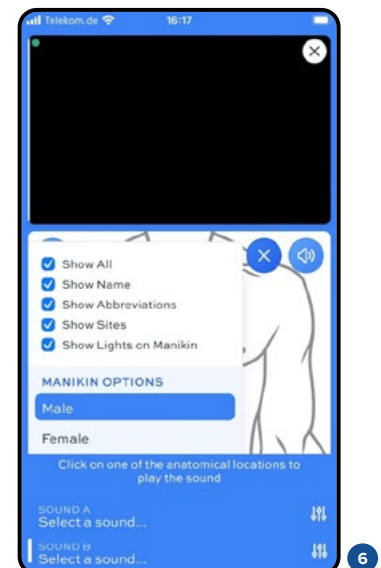 Telekom.de 16:17
Show All
Show Name
Show Abbreviations
Show Sites
Show Lights on Manikin
MANIKIN OPTIONS
Male
Female
Click on one of the anatomical locations to
play the sound
SOUND A
Select a sound...
SOUND B
Select a sound...
6